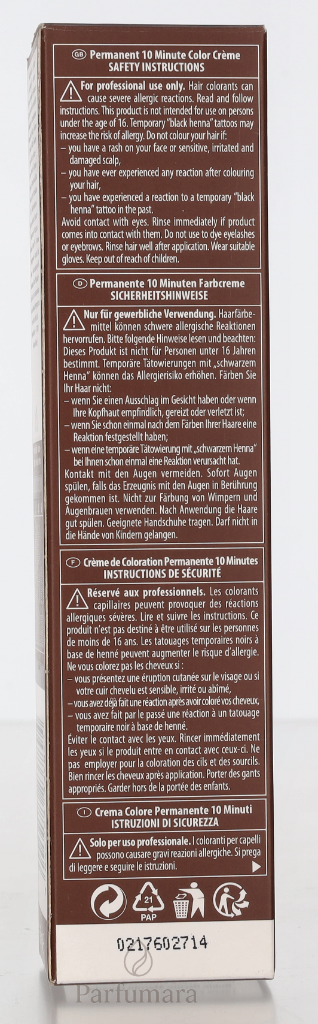 GB Permanent 10 Minute Color Crème
SAFETY INSTRUCTIONS
For professional use only. Hair colorants can
cause severe allergic reactions. Read and follow
instructions. This product is not intended for use on persons
under the age of 16. Temporary "black henna" tattoos may
increase the risk of allergy. Do not colour your hair if:
– you have a rash on your face or sensitive, irritated and
damaged scalp,
– you have ever experienced any reaction after colouring
your hair,
– you have experienced a reaction to a temporary "black
henna" tattoo in the past.
Avoid contact with eyes. Rinse immediately if product
comes into contact with them. Do not use to dye eyelashes
or eyebrows. Rinse hair well after application. Wear suitable
gloves. Keep out of reach of children.
D Permanente 10 Minuten Farbcreme
SICHERHEITSHINWEISE
Nur für gewerbliche Verwendung. Haarfärbe-
mittel können schwere allergische Reaktionen
hervorrufen. Bitte folgende Hinweise lesen und beachten:
Dieses Produkt ist nicht für Personen unter 16 Jahren
bestimmt. Temporäre Tätowierungen mit „schwarzem
Henna" können das Allergierisiko erhöhen. Färben Sie
Ihr Haar nicht:
– wenn Sie einen Ausschlag im Gesicht haben oder wenn
Ihre Kopfhaut empfindlich, gereizt oder verletzt ist;
– wenn Sie schon einmal nach dem Färben Ihrer Haare eine
Reaktion festgestellt haben;
– wenn eine temporäre Tätowierung mit „schwarzem Henna"
bei Ihnen schon einmal eine Reaktion verursacht hat.
Kontakt mit den Augen vermeiden. Sofort Augen
spülen, falls das Erzeugnis mit den Augen in Berührung
gekommen ist. Nicht zur Färbung von Wimpern und
Augenbrauen verwenden. Nach Anwendung die Haare
gut spülen. Geeignete Handschuhe tragen. Darf nicht in
die Hände von Kindern gelangen.
F Crème de Coloration Permanente 10 Minutes
INSTRUCTIONS DE SÉCURITÉ
Réservé aux professionnels. Les colorants
capillaires peuvent provoquer des réactions
allergiques sévères. Lire et suivre les instructions. Ce
produit n'est pas destiné à être utilisé sur les personnes
de moins de 16 ans. Les tatouages temporaires noirs à
base de henné peuvent augmenter le risque d'allergie.
Ne vous colorez pas les cheveux si :
– vous présentez une éruption cutanée sur le visage ou si
votre cuir chevelu est sensible, irrité ou abîmé,
– vous avez déjà fait une réaction après avoir coloré vos cheveux,
– vous avez fait par le passé une réaction à un tatouage
temporaire noir à base de henné.
Éviter le contact avec les yeux. Rincer immédiatement
les yeux si le produit entre en contact avec ceux-ci. Ne
pas employer pour la coloration des cils et des sourcils.
Bien rincer les cheveux après application. Porter des gants
appropriés. Garder hors de la portée des enfants.
I Crema Colore Permanente 10 Minuti
ISTRUZIONI DI SICUREZZA
Solo per uso professionale. I coloranti per capelli
possono causare gravi reazioni allergiche. Si prega
di leggere e seguire le istruzioni.
21
PAP
0217602714
Parfumara